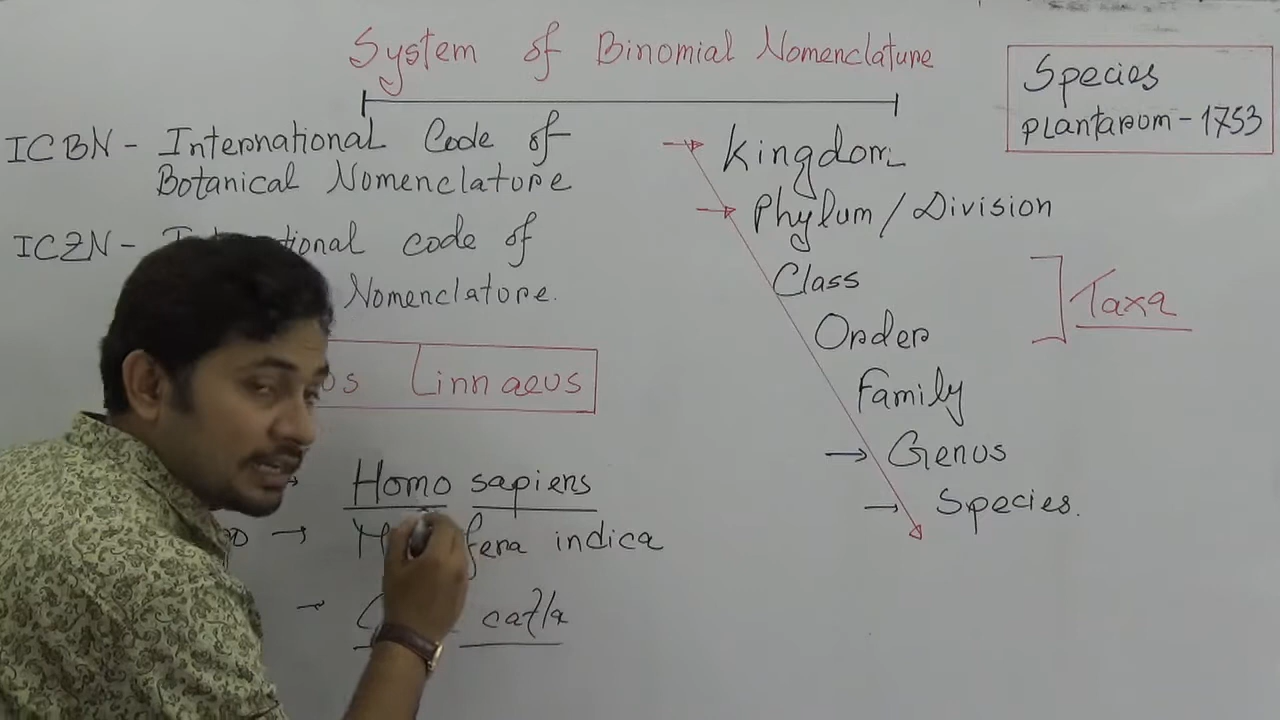 System of Binomial Nomenclature
Species
Plantarum - 1753
ICBN - International Code of
Botanical Nomenclature
ICZN - code of
Nomenclature.
Kingdom
Phylum / Division
Class
Order
Family
Genus
Species.
Taxa
Linnaeus
Homo sapiens
indica
catla